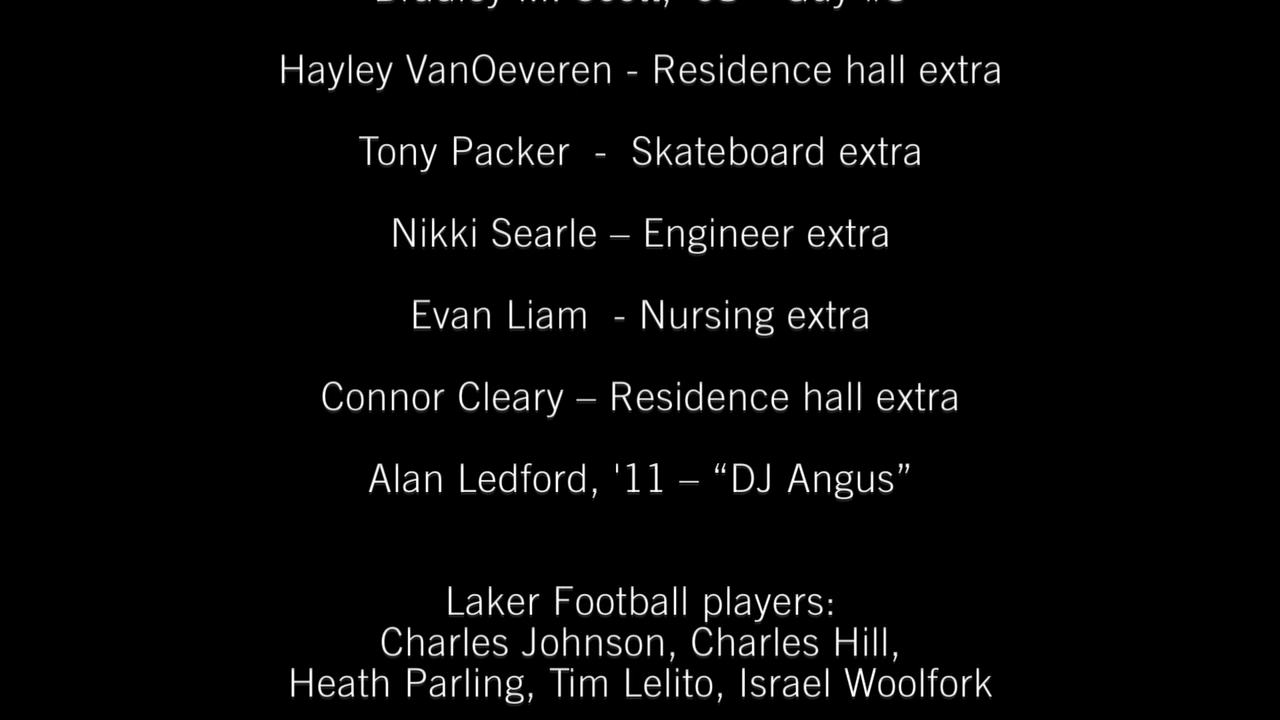 Hayley VanOeveren - Residence hall extra
Tony Packer  -  Skateboard extra
Nikki Searle – Engineer extra
Evan Liam  - Nursing extra
Connor Cleary – Residence hall extra
Alan Ledford, '11 – “DJ Angus”
Laker Football players:
Charles Johnson, Charles Hill,
Heath Parling, Tim Lelito, Israel Woolfork